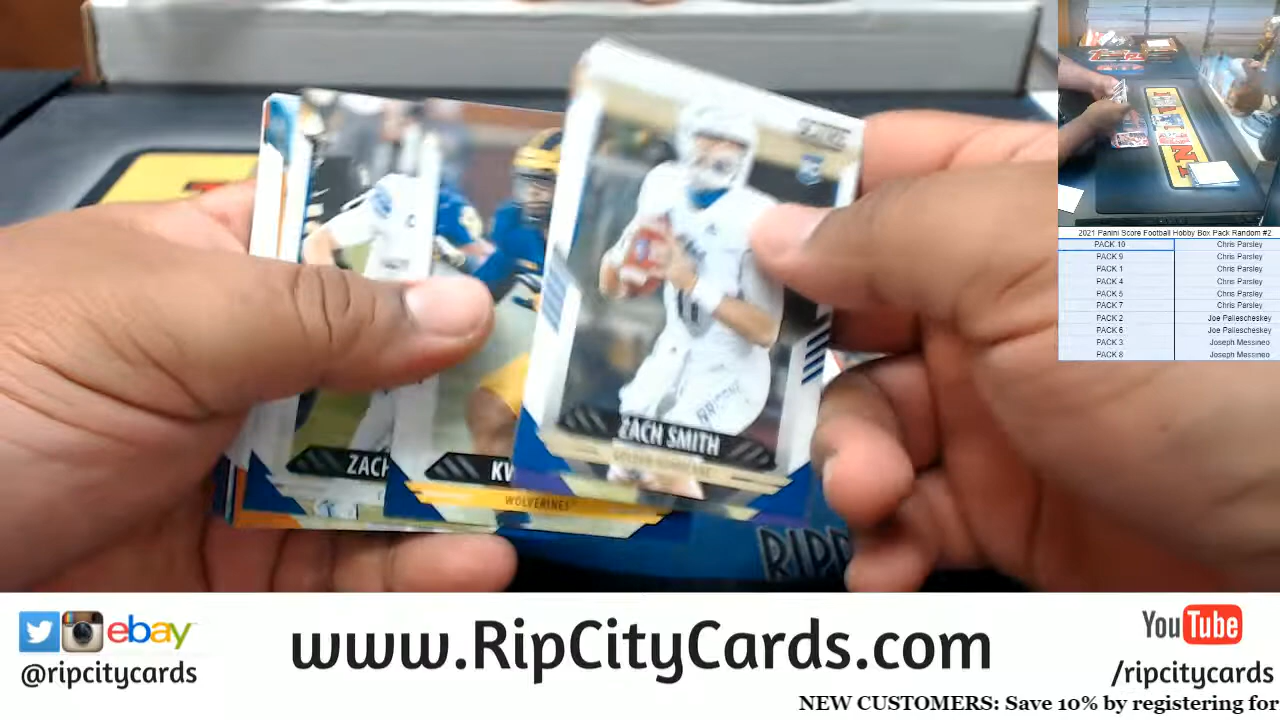 SCORE
ZACH SMITH
ZACH
KW
WOLVERINES
RIPP
2021 Panini Score Football Hobby Box Pack Random #2
PACK 10 Chris Parsley
PACK 9 Chris Parsley
PACK 1 Chris Parsley
PACK 4 Chris Parsley
PACK 5 Chris Parsley
PACK 7 Chris Parsley
PACK 2 Joe Paliescheskey
PACK 6 Joe Paliescheskey
PACK 3 Joseph Messineo
PACK 8 Joseph Messineo
ebay
@ripcitycards
www.RipCityCards.com
YouTube
/ripcitycards
NEW CUSTOMERS: Save 10% by registering for